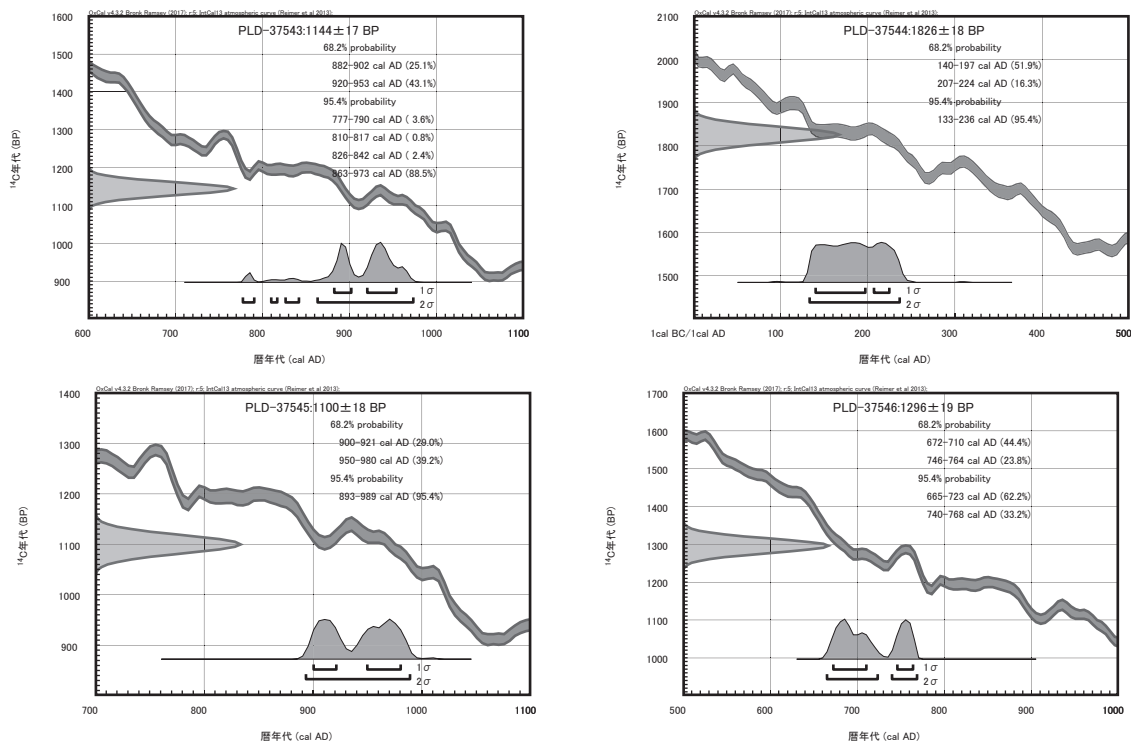 OxCal v4.3.2 Bronk Ramsey (2017); r:5; IntCal13 atmospheric curve (Reimer et al 2013);
PLD-37543:1144±17 BP
68.2% probability
882-902 cal AD (25.1%)
920-953 cal AD (43.1%)
95.4% probability
777-790 cal AD ( 3.6%)
810-817 cal AD ( 0.8%)
826-842 cal AD ( 2.4%)
863-973 cal AD (88.5%)
1600
1500
1400
1300
1200
1100
1000
900
¹⁴C年代 (BP)
1σ
2σ
600 700 800 900 1000 1100
暦年代 (cal AD)
OxCal v4.3.2 Bronk Ramsey (2017); r:5; IntCal13 atmospheric curve (Reimer et al 2013);
PLD-37544:1826±18 BP
68.2% probability
140-197 cal AD (51.9%)
207-224 cal AD (16.3%)
95.4% probability
133-236 cal AD (95.4%)
2100
2000
1900
1800
1700
1600
1500
¹⁴C年代 (BP)
1σ
2σ
1cal BC/1cal AD 100 200 300 400 500
暦年代 (cal AD)
OxCal v4.3.2 Bronk Ramsey (2017); r:5; IntCal13 atmospheric curve (Reimer et al 2013);
PLD-37545:1100±18 BP
68.2% probability
900-921 cal AD (29.0%)
950-980 cal AD (39.2%)
95.4% probability
893-989 cal AD (95.4%)
1400
1300
1200
1100
1000
900
¹⁴C年代 (BP)
1σ
2σ
700 800 900 1000 1100
暦年代 (cal AD)
OxCal v4.3.2 Bronk Ramsey (2017); r:5; IntCal13 atmospheric curve (Reimer et al 2013);
PLD-37546:1296±19 BP
68.2% probability
672-710 cal AD (44.4%)
746-764 cal AD (23.8%)
95.4% probability
665-723 cal AD (62.2%)
740-768 cal AD (33.2%)
1700
1600
1500
1400
1300
1200
1100
1000
¹⁴C年代 (BP)
1σ
2σ
500 600 700 800 900 1000
暦年代 (cal AD)